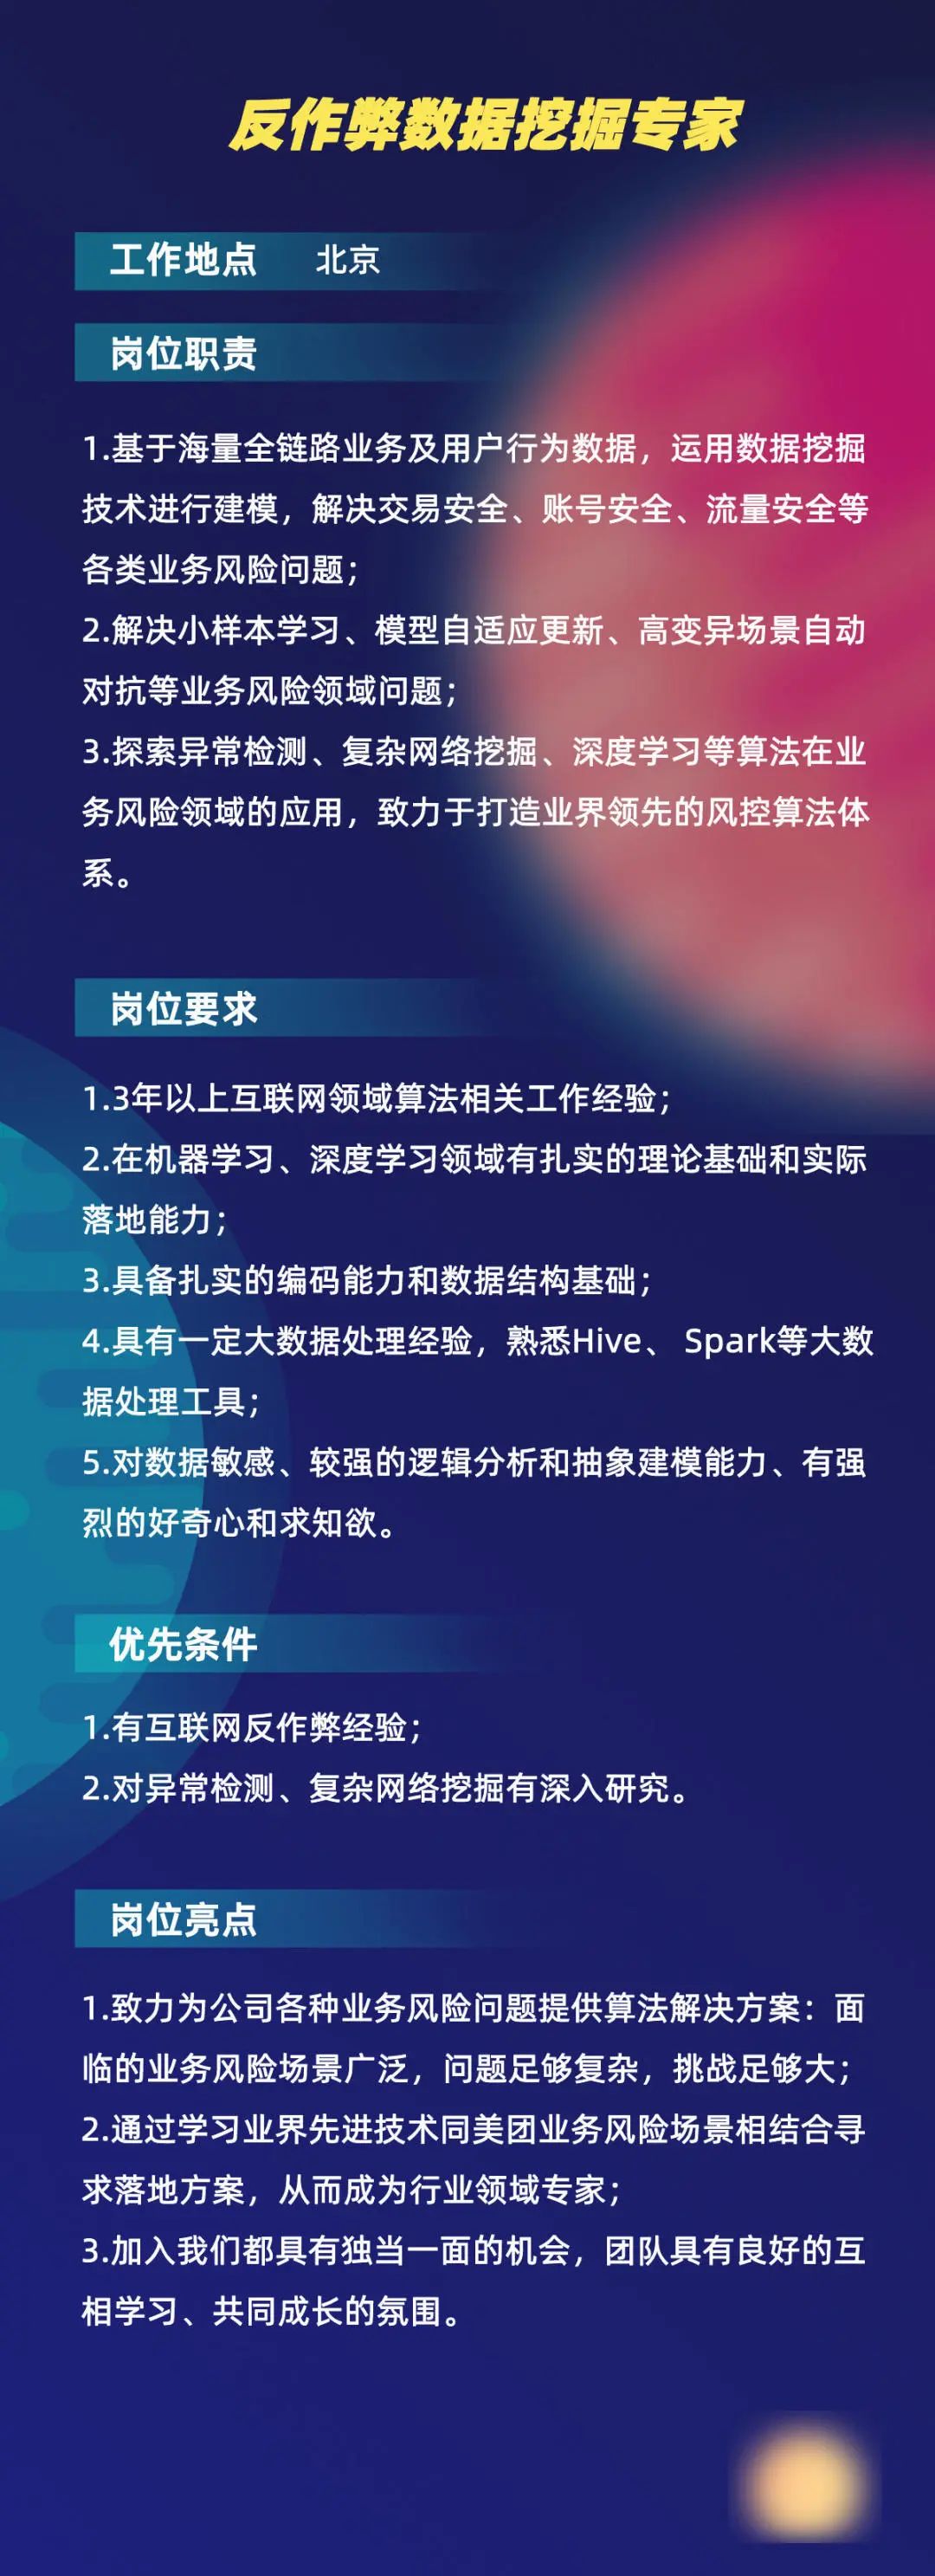 反作弊数据挖掘专家
工作地点 北京
岗位职责
1.基于海量全链路业务及用户行为数据，运用数据挖掘
技术进行建模，解决交易安全、账号安全、流量安全等
各类业务风险问题；
2.解决小样本学习、模型自适应更新、高变异场景自动
对抗等业务风险领域问题；
3.探索异常检测、复杂网络挖掘、深度学习等算法在业
务风险领域的应用，致力于打造业界领先的风控算法体
系。
岗位要求
1.3年以上互联网领域算法相关工作经验；
2.在机器学习、深度学习领域有扎实的理论基础和实际
落地能力；
3.具备扎实的编码能力和数据结构基础；
4.具有一定大数据处理经验，熟悉Hive、 Spark等大数
据处理工具；
5.对数据敏感、较强的逻辑分析和抽象建模能力、有强
烈的好奇心和求知欲。
优先条件
1.有互联网反作弊经验；
2.对异常检测、复杂网络挖掘有深入研究。
岗位亮点
1.致力为公司各种业务风险问题提供算法解决方案：面
临的业务风险场景广泛，问题足够复杂，挑战足够大；
2.通过学习业界先进技术同美团业务风险场景相结合寻
求落地方案，从而成为行业领域专家；
3.加入我们都具有独当一面的机会，团队具有良好的互
相学习、共同成长的氛围。